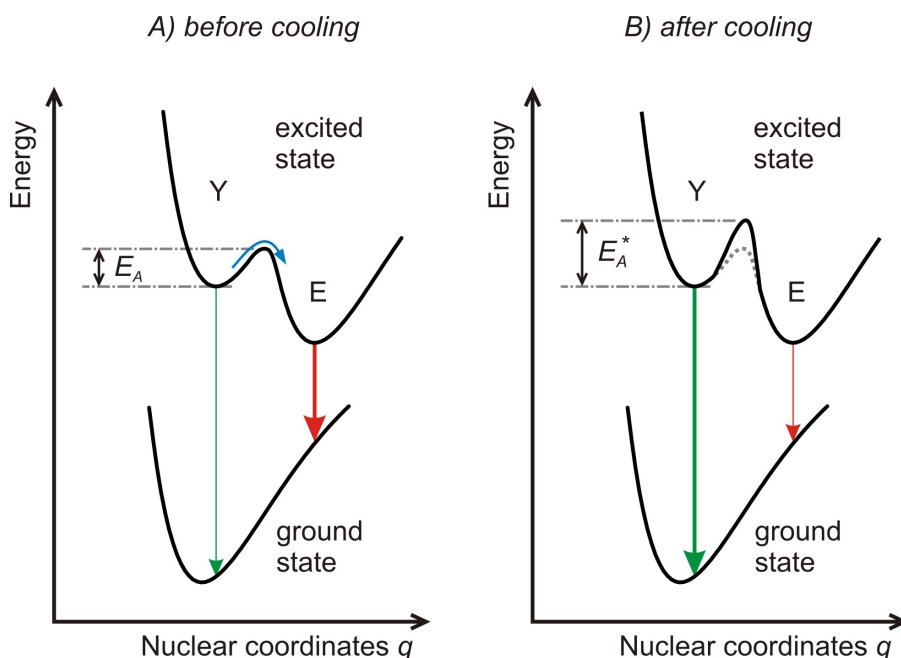 A) before cooling
Energy
excited
state
Y
E_A
E
ground
state
Nuclear coordinates q
B) after cooling
Energy
excited
state
Y
E_A^*
E
ground
state
Nuclear coordinates q